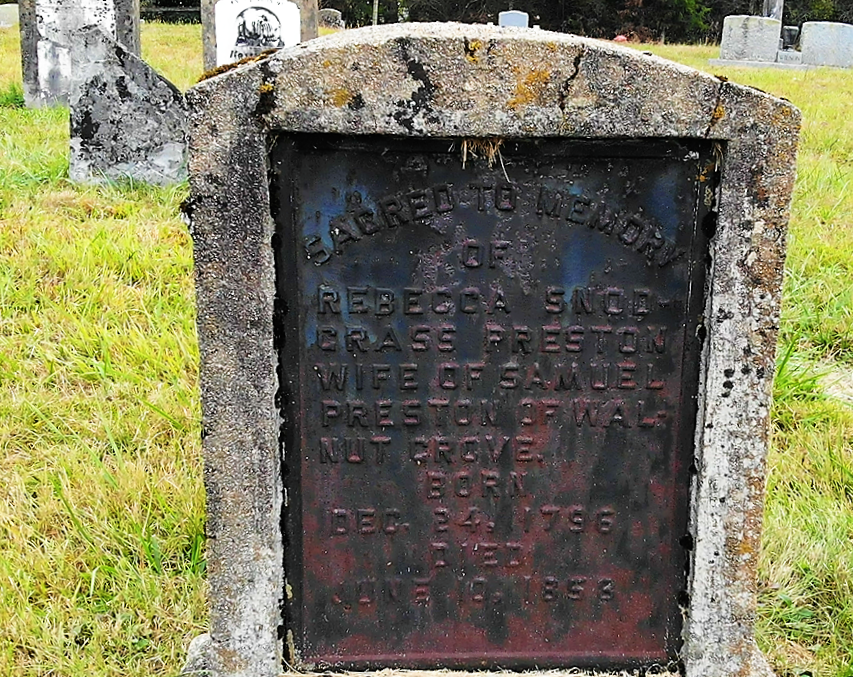 SACRED TO MEMORY
OF
REBECCA SNOD-
GRASS PRESTON
WIFE OF SAMUEL
PRESTON OF WAL-
NUT GROVE.
BORN
DEC. 24, 1796
DIED
JUNE 10, 1853